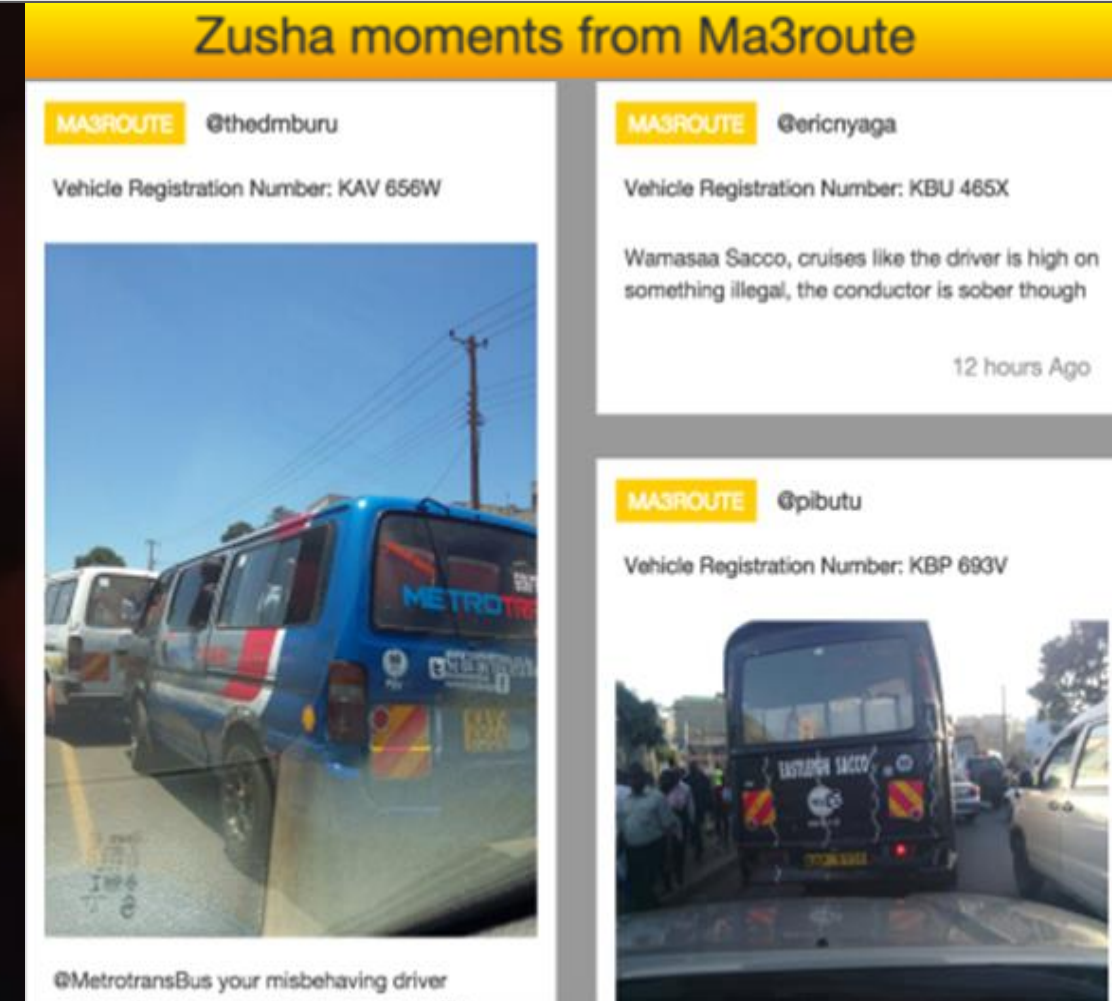 Zusha moments from Ma3route
MA3ROUTE @thedmburu
Vehicle Registration Number: KAV 656W
METROTR
@MetrotransBus your misbehaving driver
MA3ROUTE @ericnyaga
Vehicle Registration Number: KBU 465X
Wamasaa Sacco, cruises like the driver is high on
something illegal, the conductor is sober though
12 hours Ago
MA3ROUTE @pibutu
Vehicle Registration Number: KBP 693V
EASTLEIGH SACCO